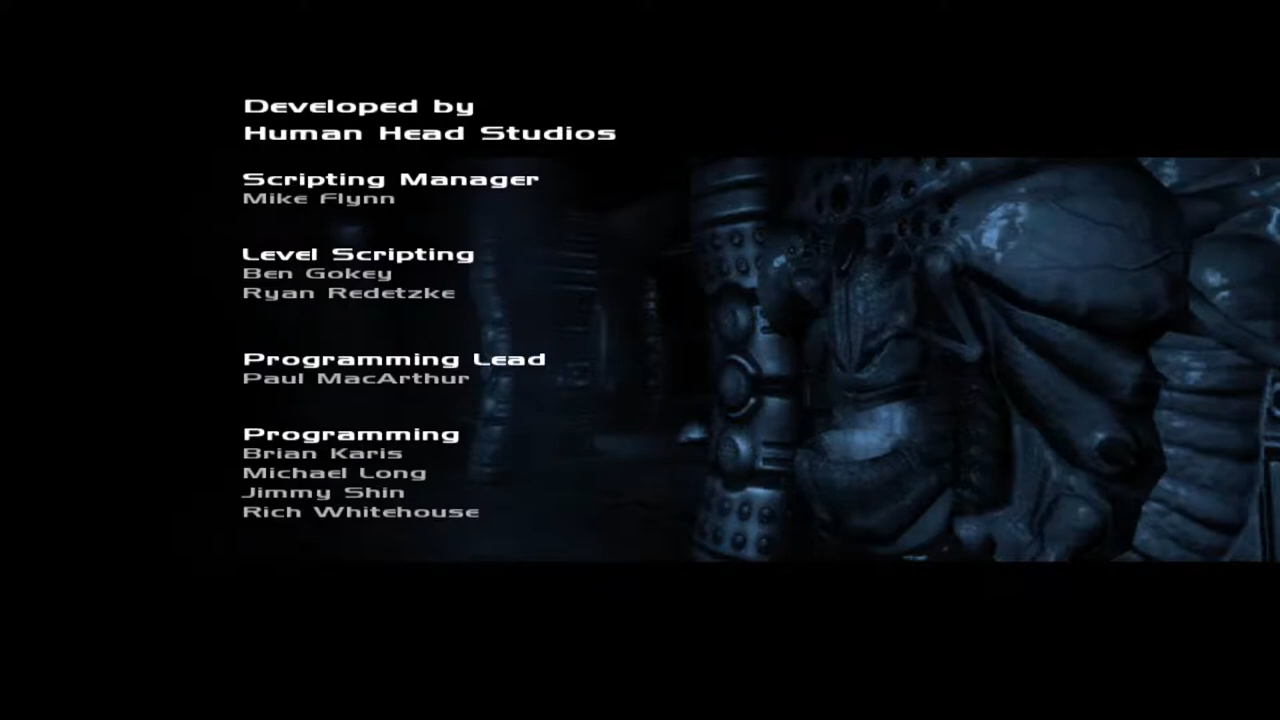 Developed by
Human Head Studios
Scripting Manager
Mike Flynn
Level Scripting
Ben Gokey
Ryan Redetzke
Programming Lead
Paul MacArthur
Programming
Brian Karis
Michael Long
Jimmy Shin
Rich Whitehouse